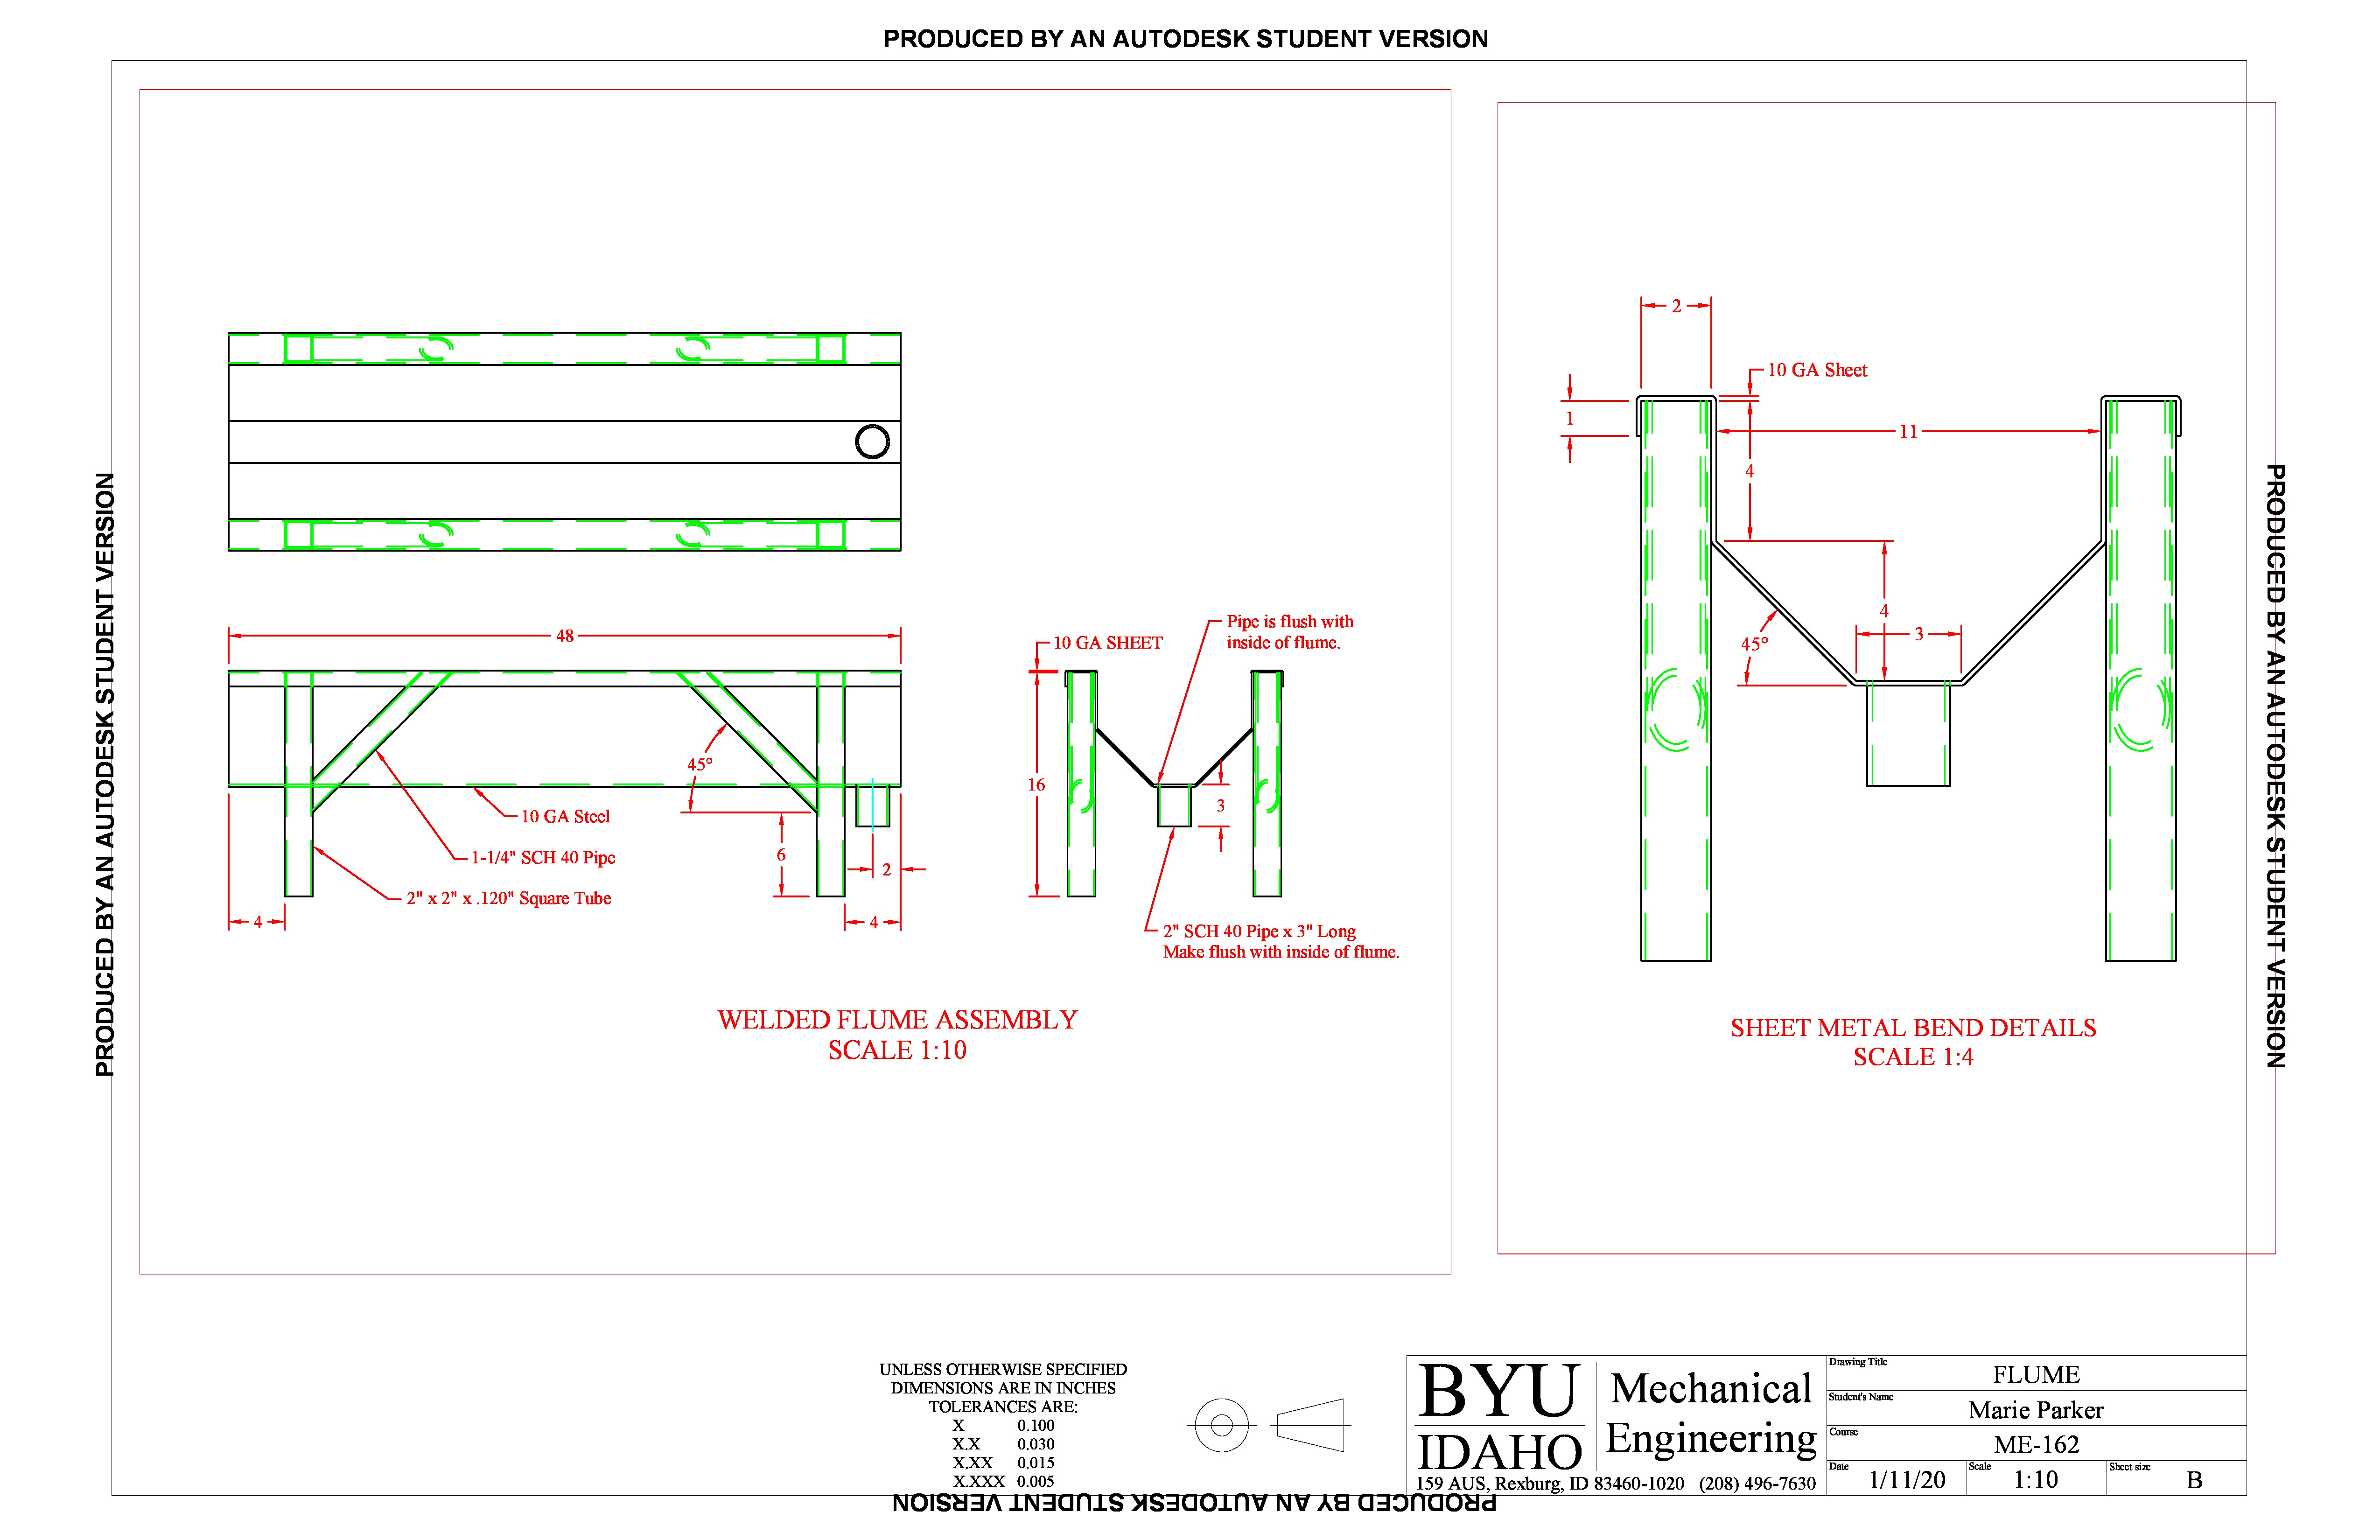 PRODUCED BY AN AUTODESK STUDENT VERSION
PRODUCED BY AN AUTODESK STUDENT VERSION
48
45°
10 GA Steel
1-1/4" SCH 40 Pipe
2" x 2" x .120" Square Tube
6
2
4
4
10 GA SHEET
Pipe is flush with
inside of flume.
16
3
2" SCH 40 Pipe x 3" Long
Make flush with inside of flume.
WELDED FLUME ASSEMBLY
SCALE 1:10
2
10 GA Sheet
1
11
4
4
3
45°
SHEET METAL BEND DETAILS
SCALE 1:4
PRODUCED BY AN AUTODESK STUDENT VERSION
UNLESS OTHERWISE SPECIFIED
DIMENSIONS ARE IN INCHES
TOLERANCES ARE:
X 0.100
X.X 0.030
X.XX 0.015
X.XXX 0.005
BYU
IDAHO
Mechanical
Engineering
159 AUS, Rexburg, ID 83460-1020 (208) 496-7630
Drawing Title
FLUME
Student's Name
Marie Parker
Course
ME-162
Date
1/11/20
Scale
1:10
Sheet size
B
PRODUCED BY AN AUTODESK STUDENT VERSION